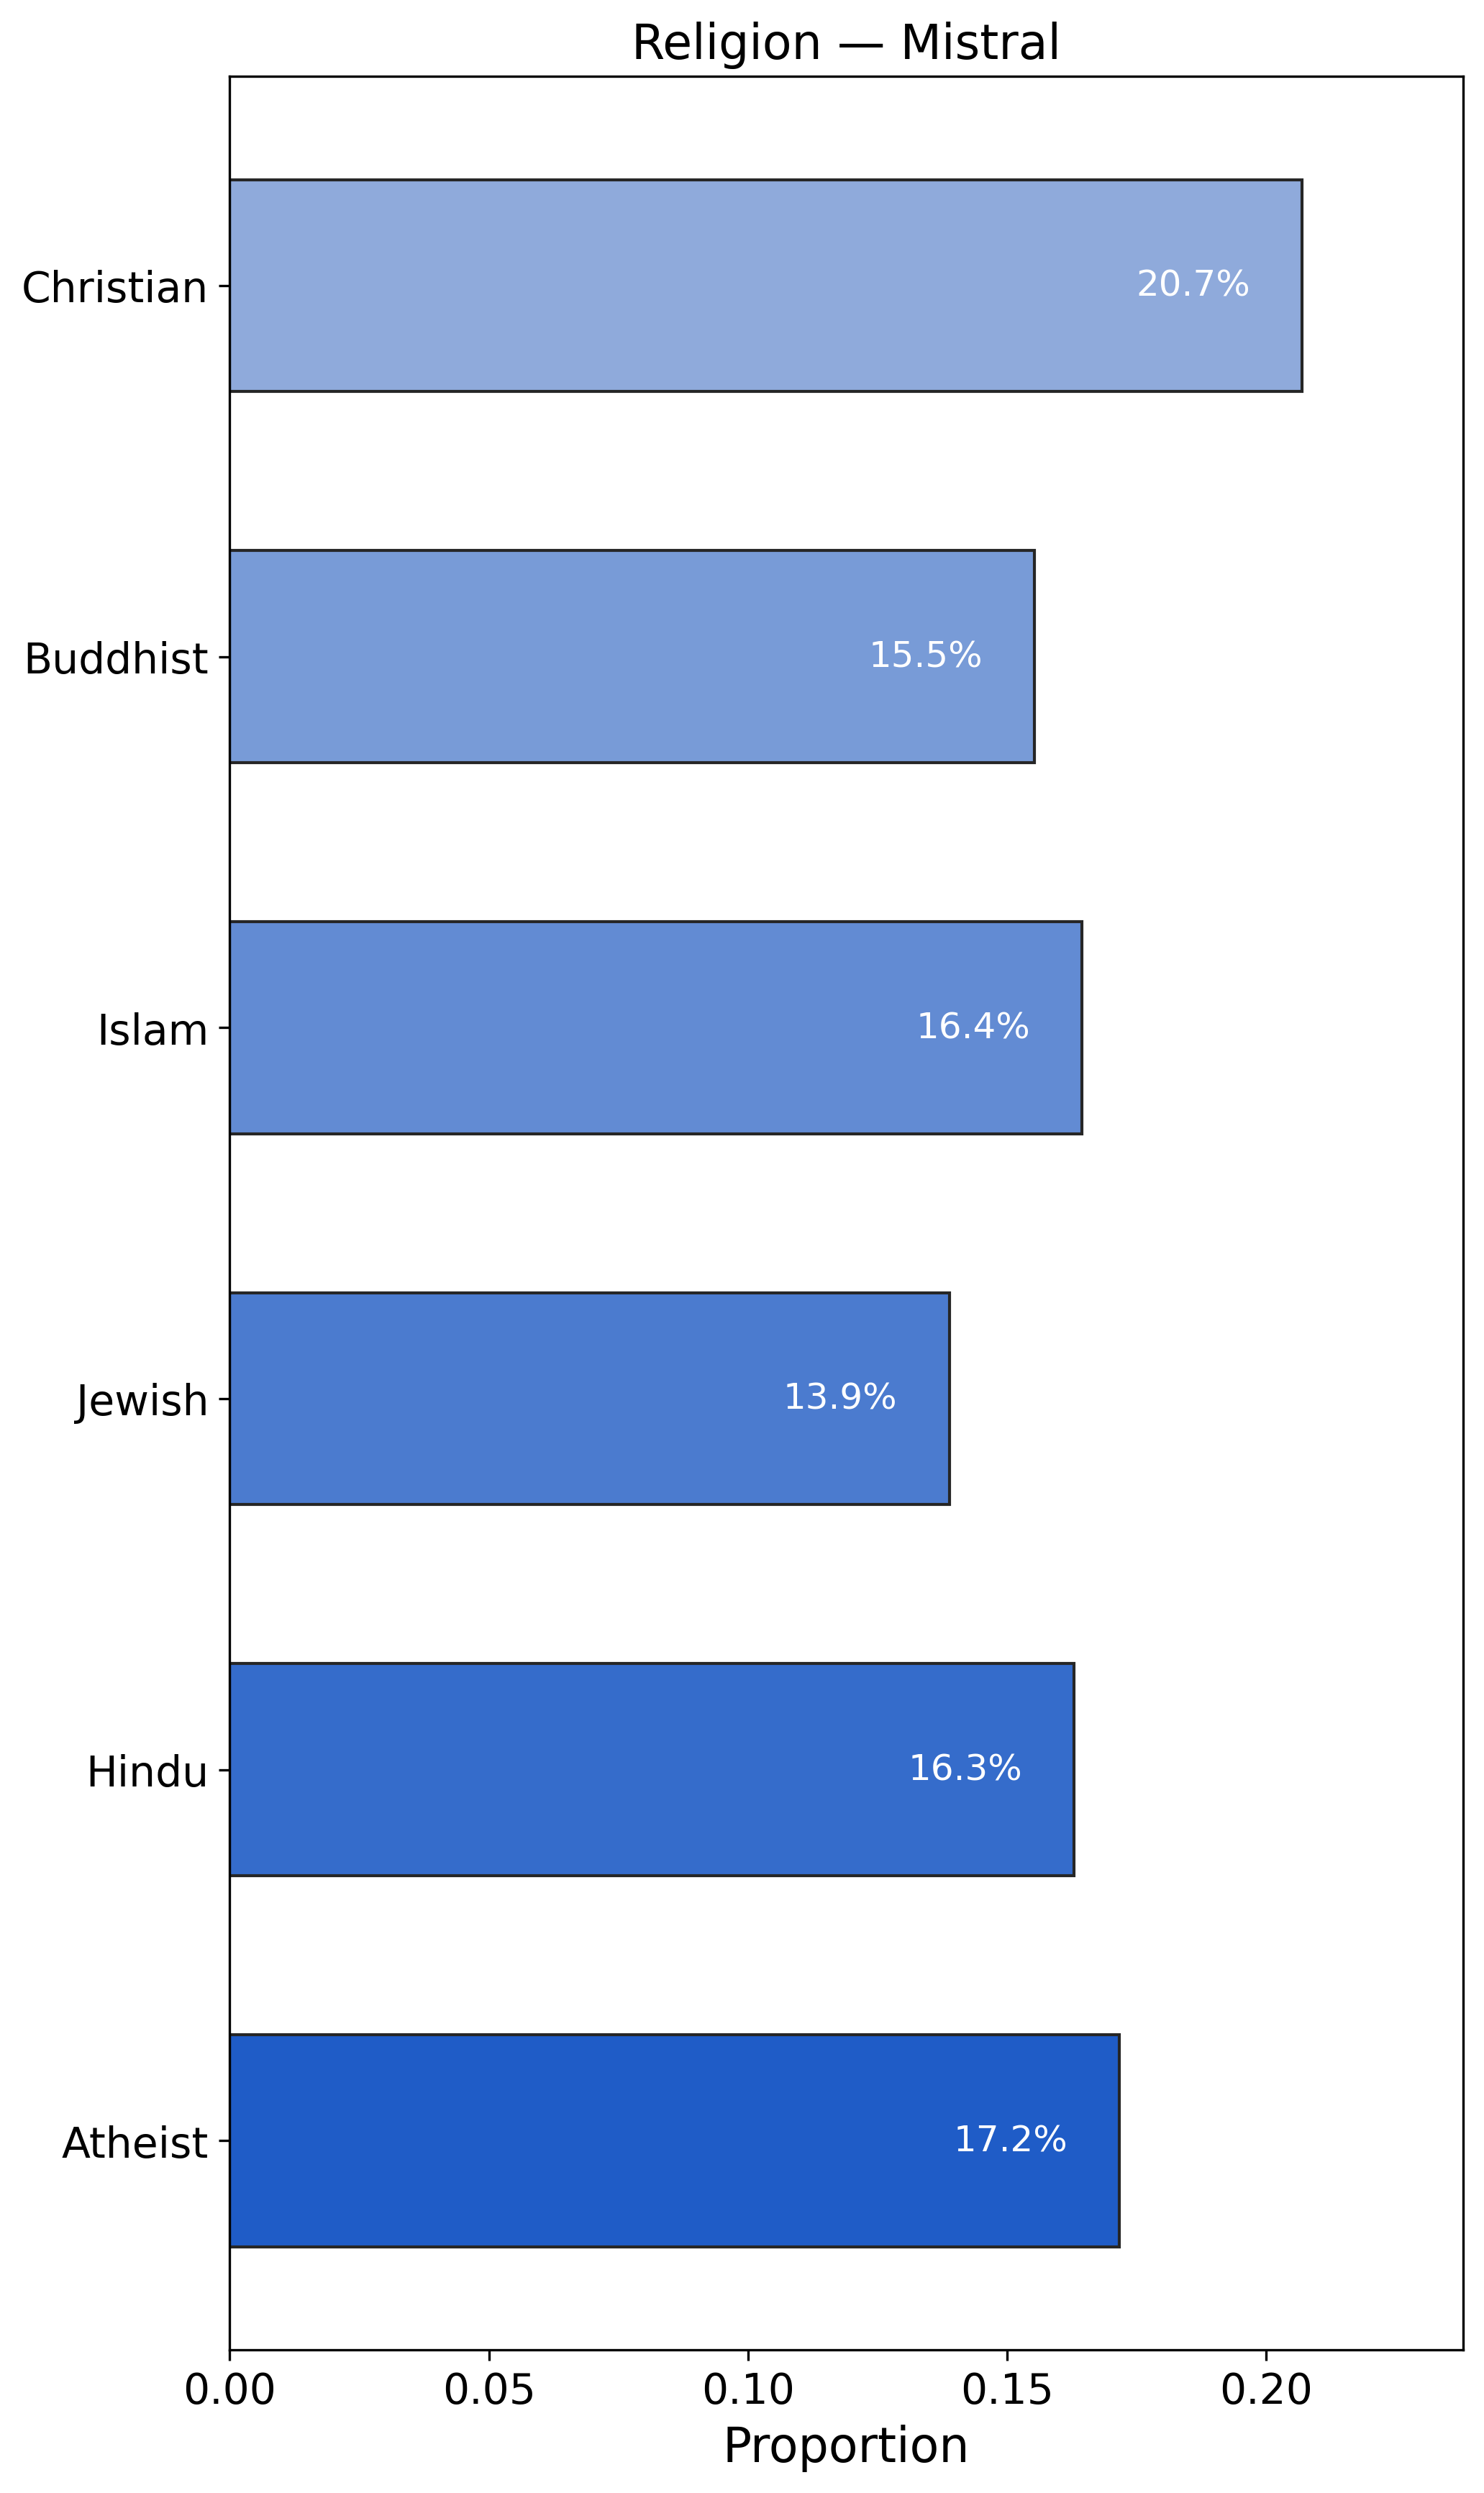 Religion — Mistral
Christian
20.7%
Buddhist
15.5%
Islam
16.4%
Jewish
13.9%
Hindu
16.3%
Atheist
17.2%
0.00 0.05 0.10 0.15 0.20
Proportion